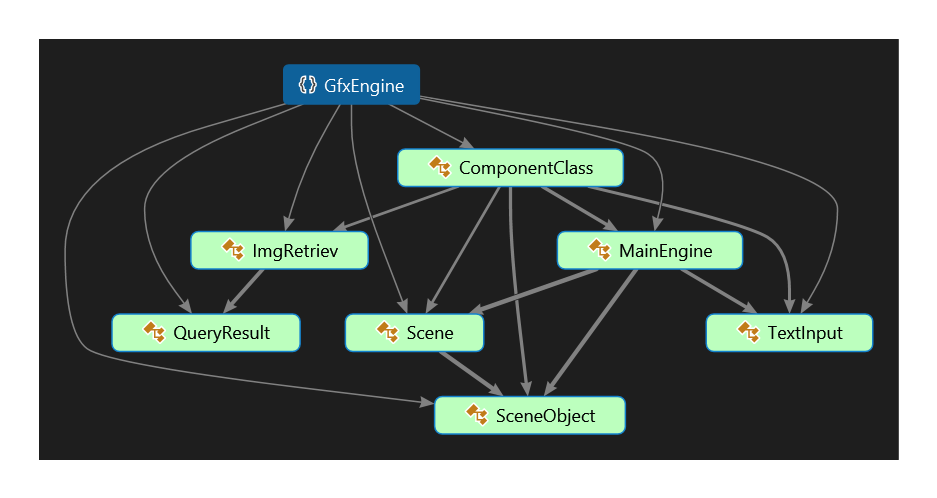 GfxEngine
ComponentClass
ImgRetriev
MainEngine
QueryResult
Scene
TextInput
SceneObject